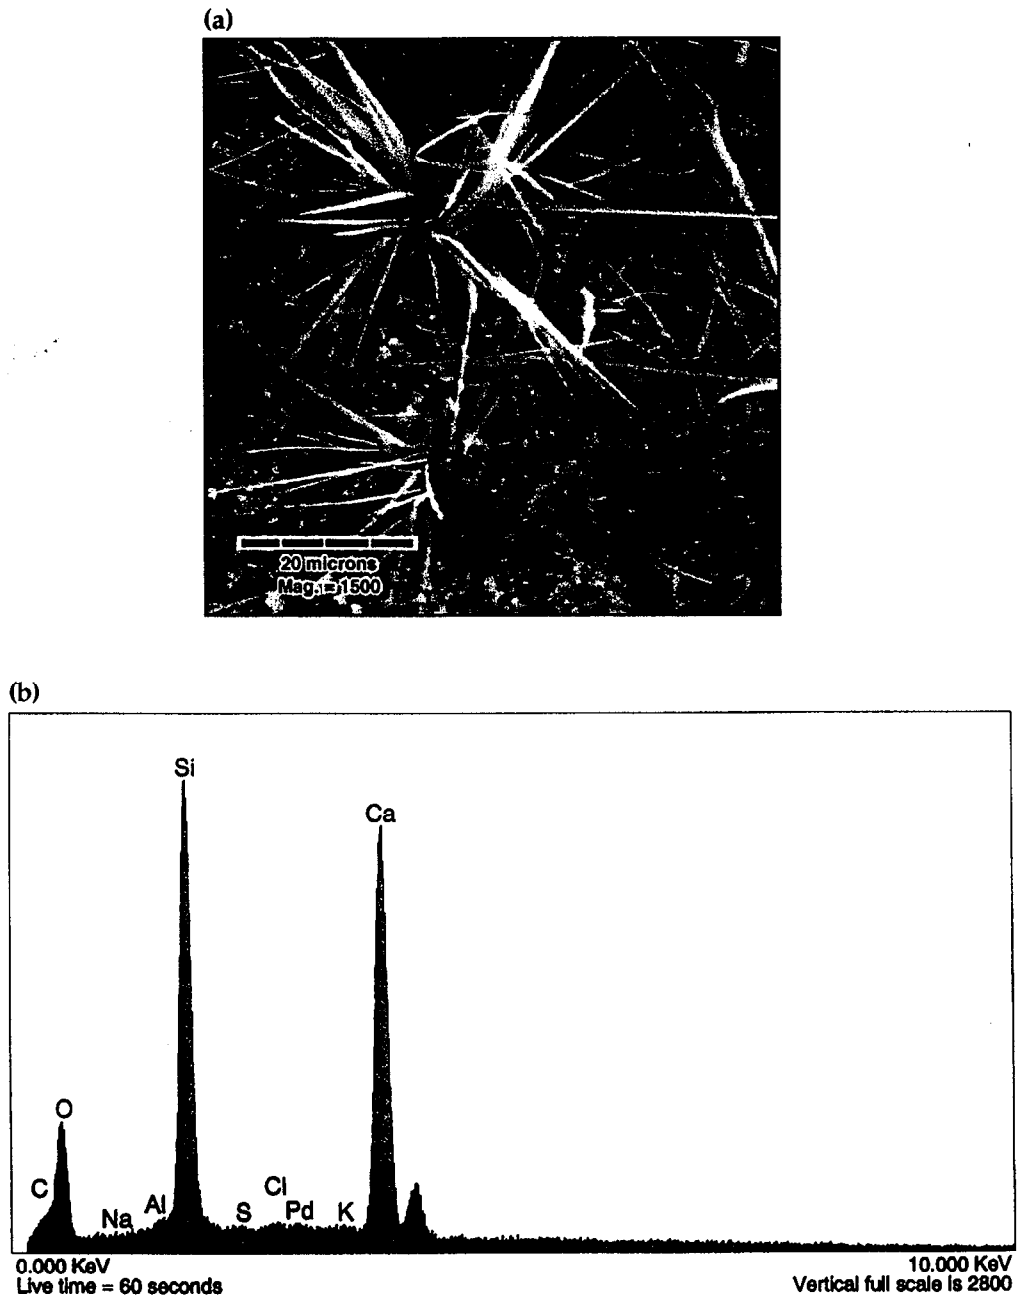 (a)
20 microns
Mag. = 1500
(b)
Si
Ca
O
C
Na
Al
S
Cl
Pd
K
0.000 KeV
10.000 KeV
Live time = 60 seconds
Vertical full scale is 2800